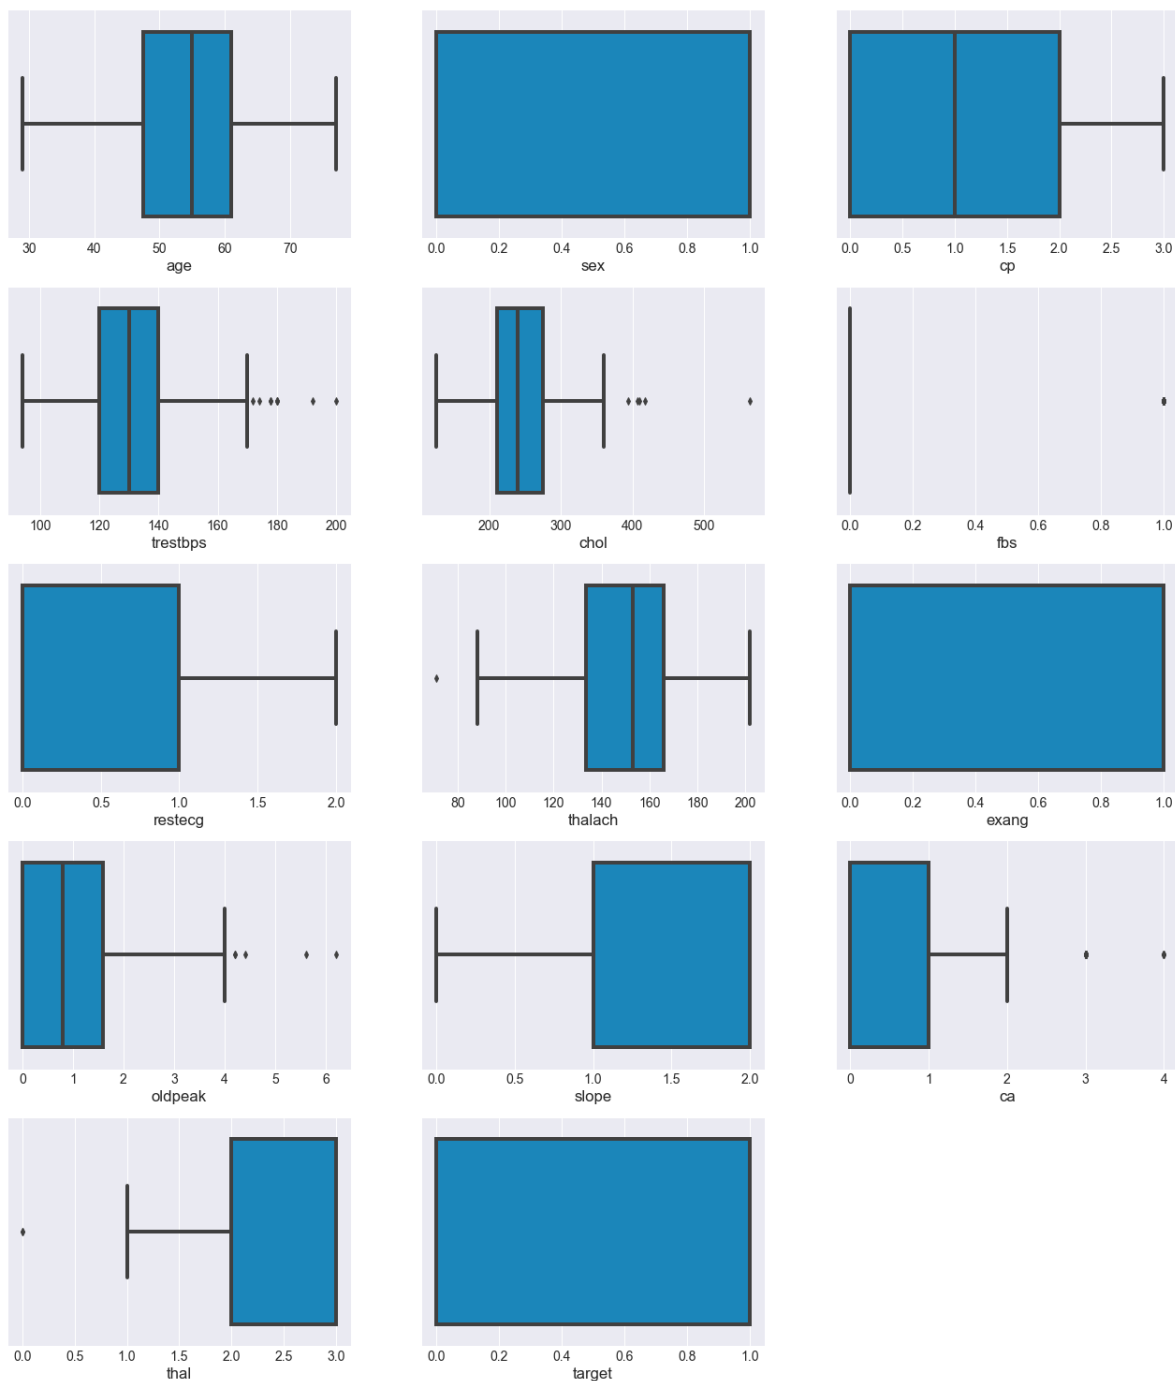 30 40 50 60 70
age
0.0 0.2 0.4 0.6 0.8 1.0
sex
0.0 0.5 1.0 1.5 2.0 2.5 3.0
cp
100 120 140 160 180 200
trestbps
200 300 400 500
chol
0.0 0.2 0.4 0.6 0.8 1.0
fbs
0.0 0.5 1.0 1.5 2.0
restecg
80 100 120 140 160 180 200
thalach
0.0 0.2 0.4 0.6 0.8 1.0
exang
0 1 2 3 4 5 6
oldpeak
0.0 0.5 1.0 1.5 2.0
slope
0 1 2 3 4
ca
0.0 0.5 1.0 1.5 2.0 2.5 3.0
thal
0.0 0.2 0.4 0.6 0.8 1.0
target